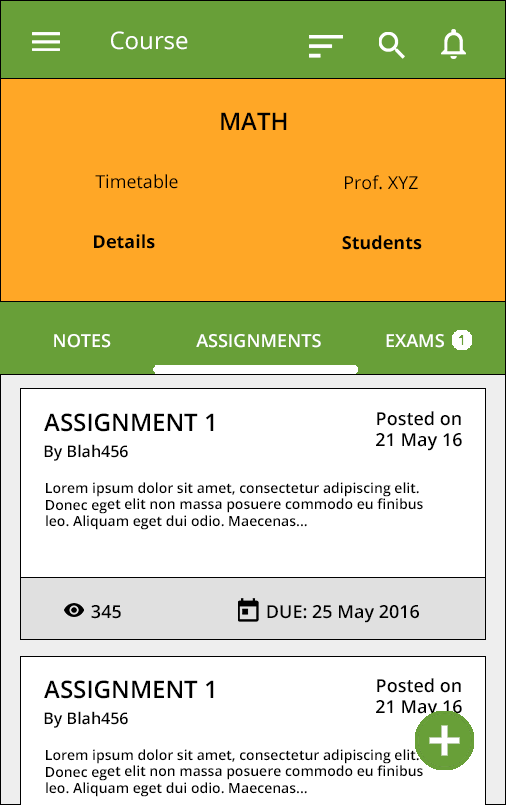 Course
MATH
Timetable
Prof. XYZ
Details
Students
NOTES
ASSIGNMENTS
EXAMS 1
ASSIGNMENT 1
Posted on
21 May 16
By Blah456
Lorem ipsum dolor sit amet, consectetur adipiscing elit.
Donec eget elit non massa posuere commodo eu finibus
leo. Aliquam eget dui odio. Maecenas...
345
DUE: 25 May 2016
ASSIGNMENT 1
Posted on
21 May 16
By Blah456
Lorem ipsum dolor sit amet, consectetur adipiscing elit.
Donec eget elit non massa posuere commodo eu finibus
leo. Aliquam eget dui odio. Maecenas...